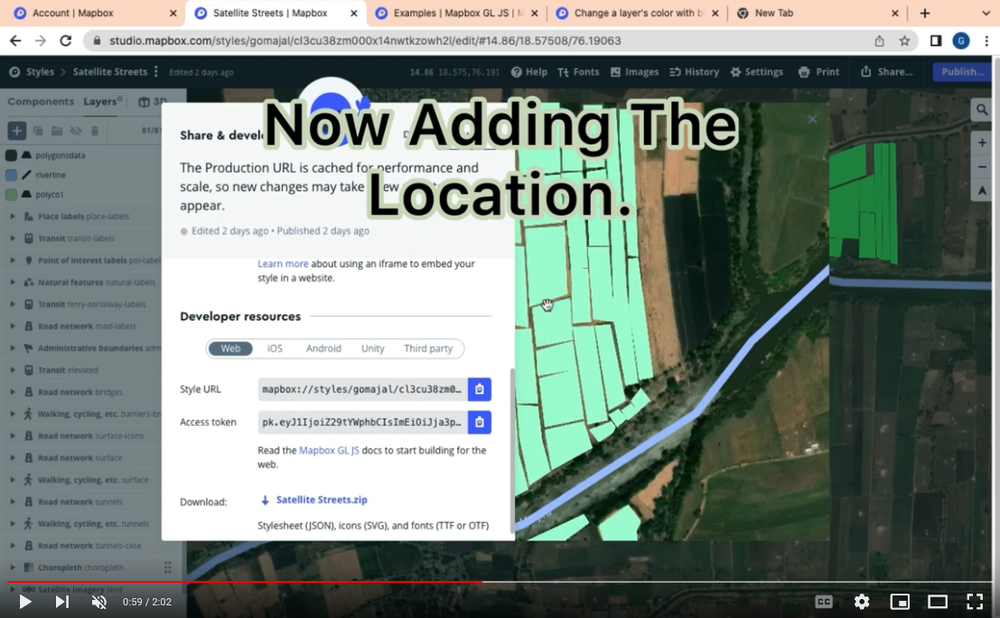 Account | Mapbox
Satellite Streets | Mapbox
Examples | Mapbox GL JS |
Change a layer's color with b
New Tab
studio.mapbox.com/styles/gomajal/cl3cu38zm000x14nwtkzowh2l/edit/#14.86/18.57508/76.19063
G
Styles > Satellite Streets
Edited 2 days ago
14.86 18.575,76.191
Help
Fonts
Images
History
Settings
Print
Share...
Publish...
Components
Layers
3D
81/81
Now Adding The
Location.
polygonsdata
riverline
polyco1
Place labels place-labels
Transit transit-labels
Point of interest labels poi-label
Natural features natural-labels
Transit ferry-aerialway-labels
Road network road-labels
Administrative boundaries adm
Transit elevated
Road network bridges
Walking, cycling, etc. barriers-br
Road network surface-icons
Road network surface
Walking, cycling, etc. surface
Road network tunnels
Walking, cycling, etc. tunnels
Road network tunnels-case
Choropleth choropleth
Satellite imagery land
Share & devel
The Production URL is cached for performance and
scale, so new changes may take
appear.
Edited 2 days ago • Published 2 days ago
Learn more about using an iframe to embed your
style in a website.
Developer resources
Web
iOS
Android
Unity
Third party
Style URL
mapbox://styles/gomajal/cl3cu38zm0…
Access token
pk.eyJ1IjoiZ29tYWphbCIsImEiOiJja3p…
Read the Mapbox GL JS docs to start building for the
web.
Download:
Satellite Streets.zip
Stylesheet (JSON), icons (SVG), and fonts (TTF or OTF)
0:59 / 2:02
CC